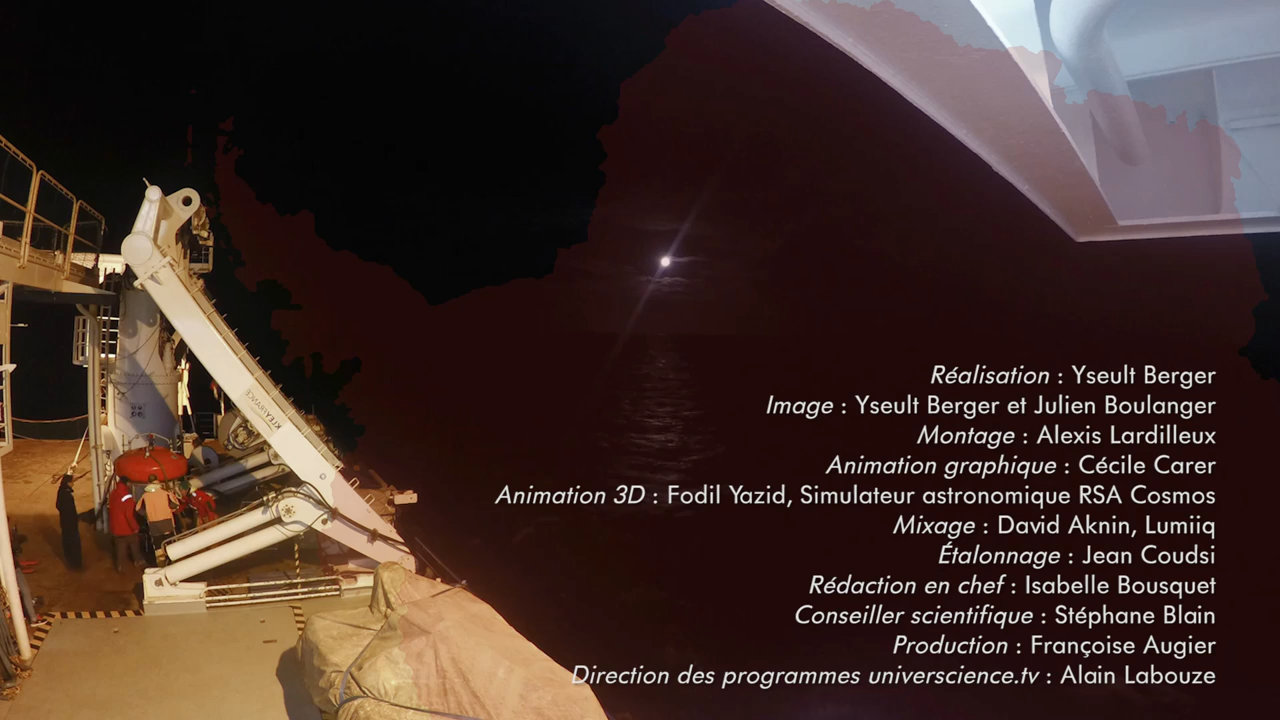 Réalisation : Yseult Berger
Image : Yseult Berger et Julien Boulanger
Montage : Alexis Lardilleux
Animation graphique : Cécile Carer
Animation 3D : Fodil Yazid, Simulateur astronomique RSA Cosmos
Mixage : David Aknin, Lumiiq
Étalonnage : Jean Coudsi
Rédaction en chef : Isabelle Bousquet
Conseiller scientifique : Stéphane Blain
Production : Françoise Augier
Direction des programmes universcience.tv : Alain Labouze